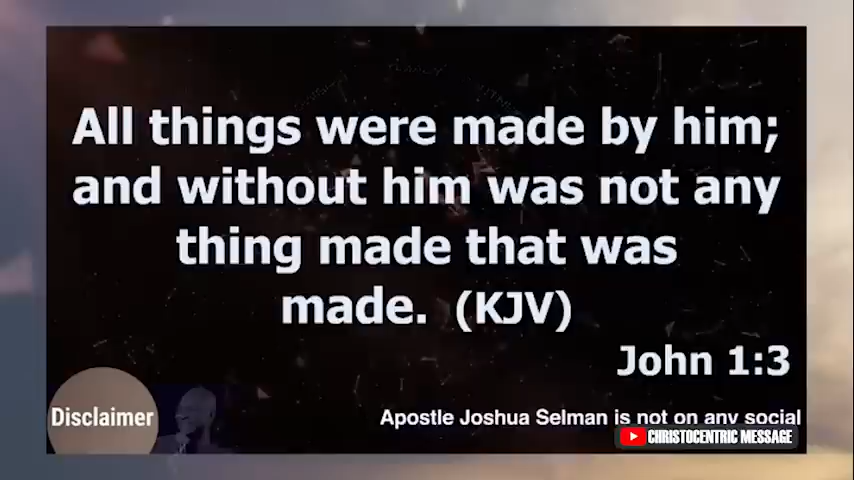 All things were made by him;
and without him was not any
thing made that was
made. (KJV)
John 1:3
Disclaimer
Apostle Joshua Selman is not on any social
CHRISTOCENTRIC MESSAGE